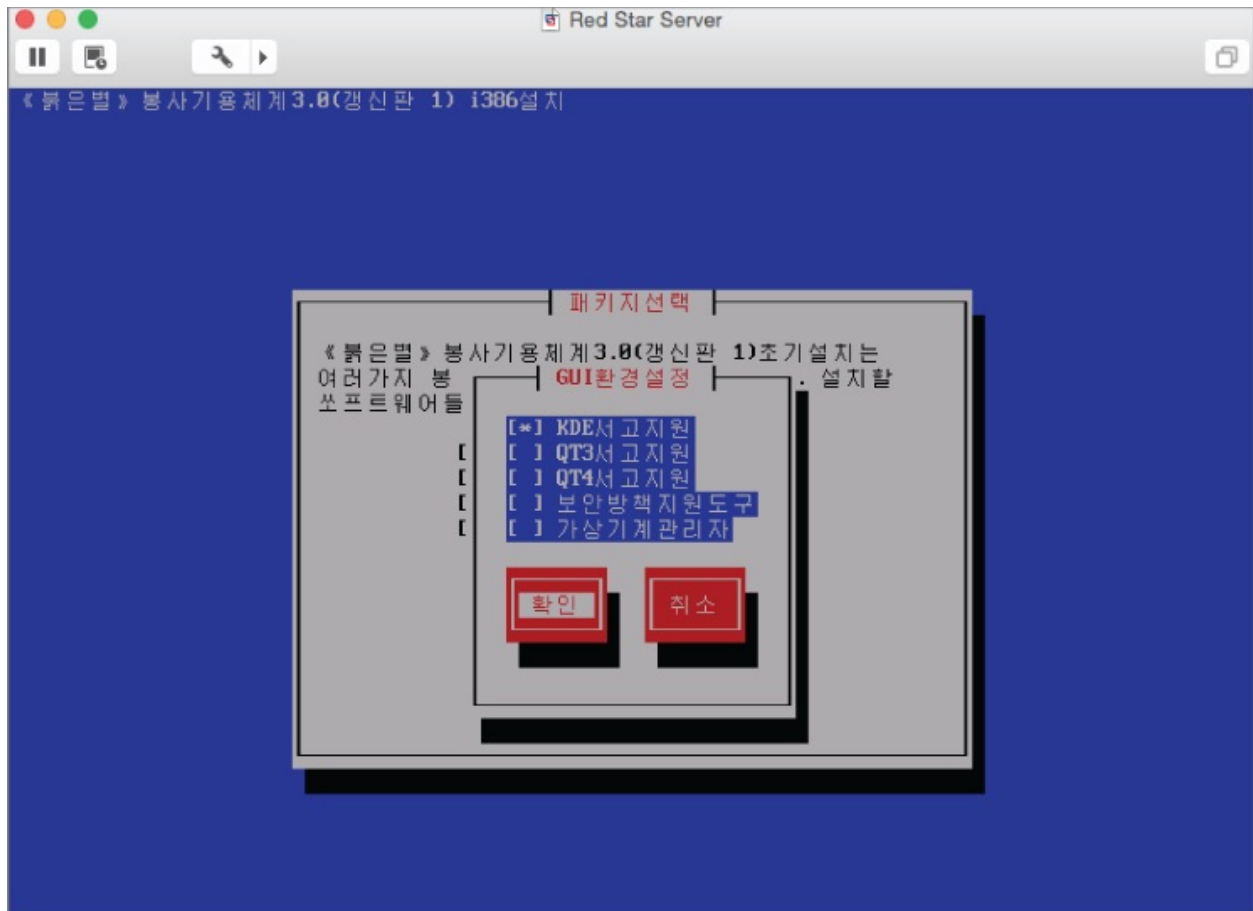 Red Star Server
《붉은별》봉사기용체계3.0(갱신판 1) i386설치
패키지선택
《붉은별》봉사기용체계3.0(갱신판 1)초기설치는
여러가지 봉 . 설치할
쏘프트웨어들
GUI환경설정
[*] KDE서고지원
[ [ ] QT3서고지원
[ [ ] QT4서고지원
[ [ ] 보안방책지원도구
[ [ ] 가상기계관리자
확인 취소